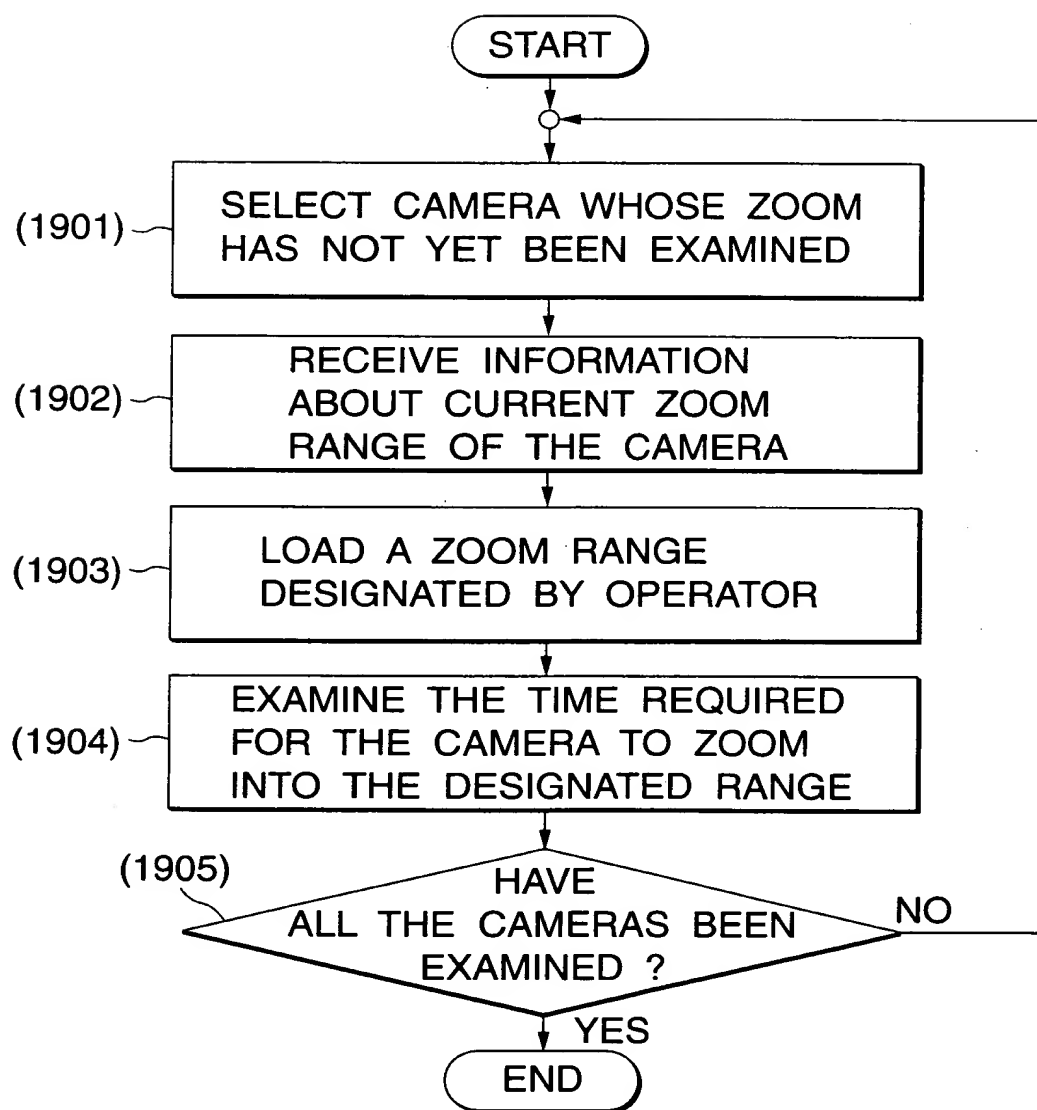 START
(1901)
SELECT CAMERA WHOSE ZOOM
HAS NOT YET BEEN EXAMINED
(1902)
RECEIVE INFORMATION
ABOUT CURRENT ZOOM
RANGE OF THE CAMERA
(1903)
LOAD A ZOOM RANGE
DESIGNATED BY OPERATOR
(1904)
EXAMINE THE TIME REQUIRED
FOR THE CAMERA TO ZOOM
INTO THE DESIGNATED RANGE
(1905)
HAVE
ALL THE CAMERAS BEEN
EXAMINED ?
NO
YES
END